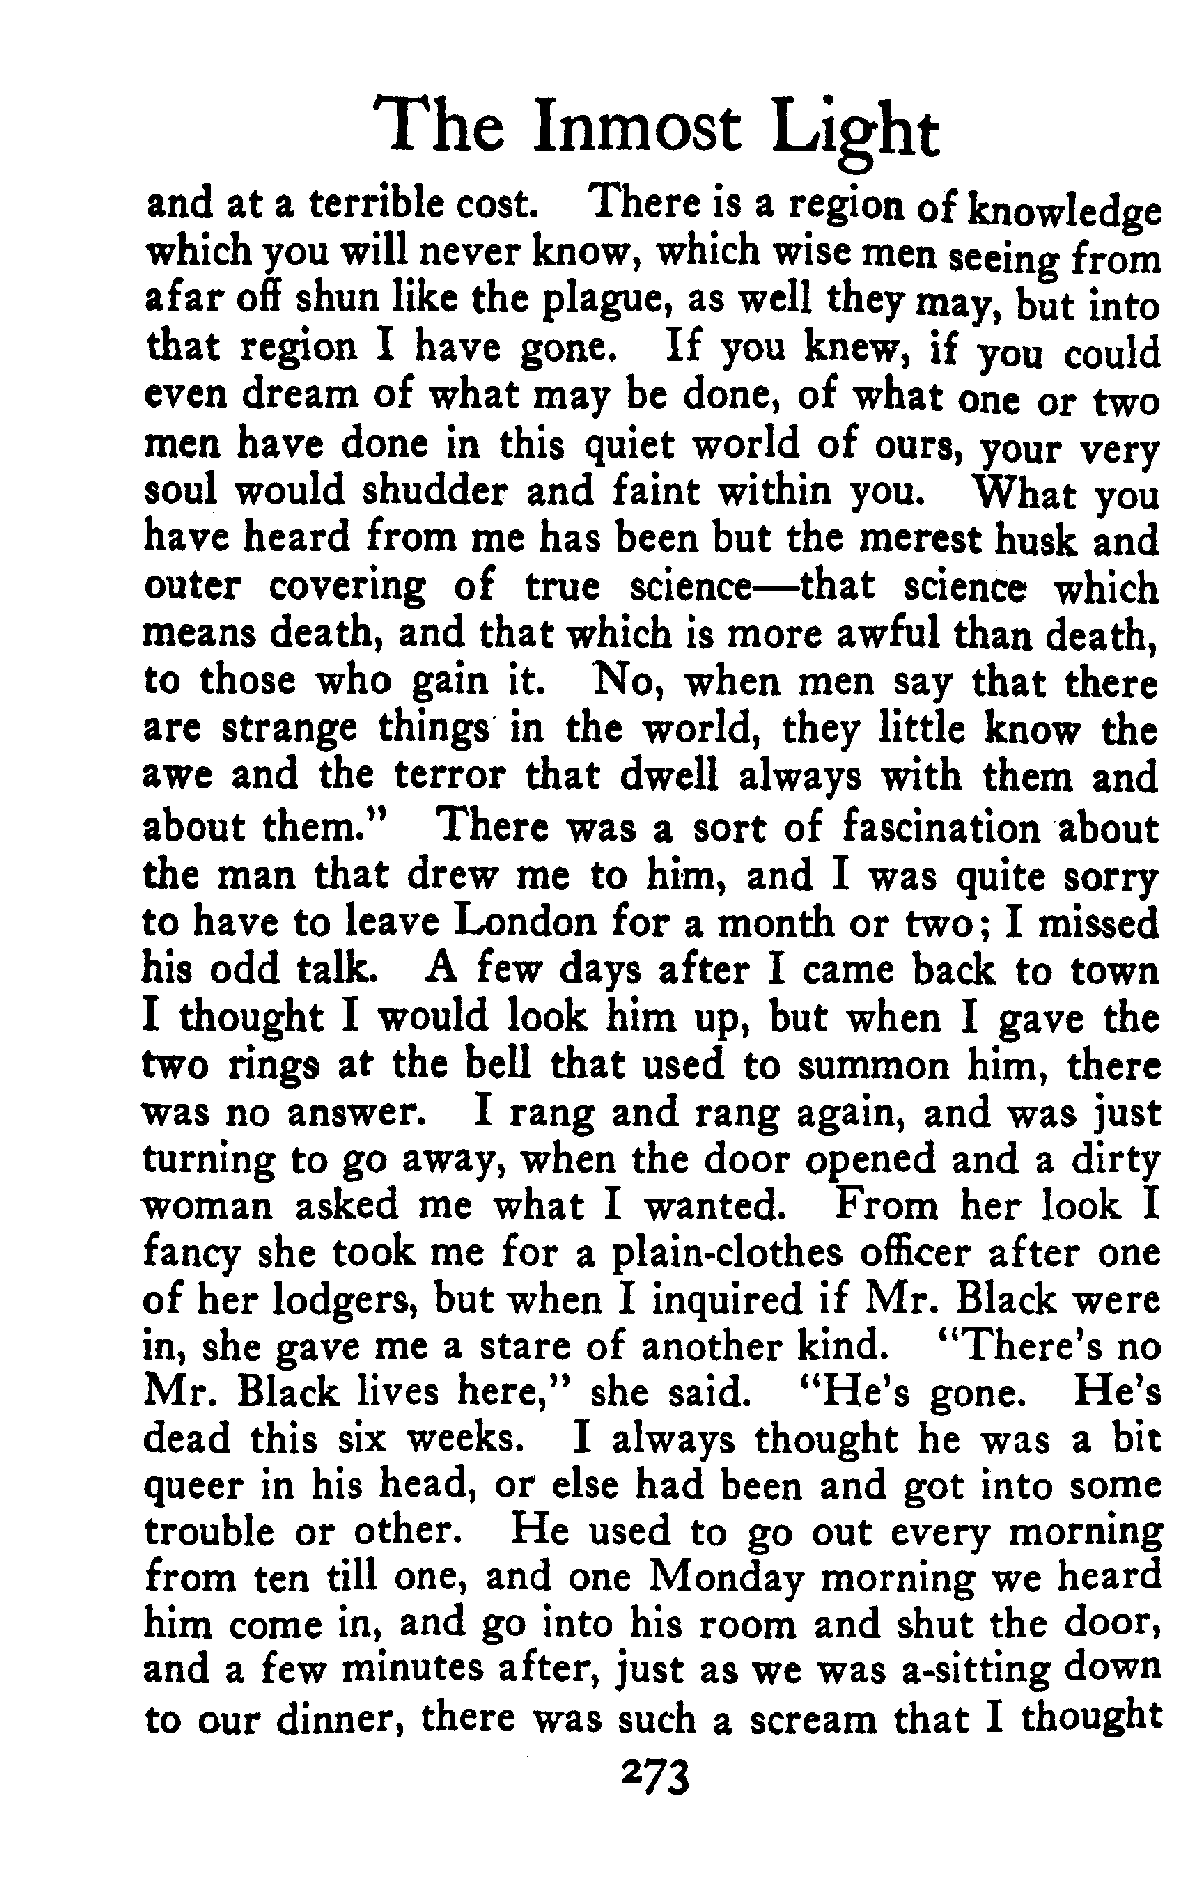 The Inmost Light
and at a terrible cost. There is a region of knowledge
which you will never know, which wise men seeing from
afar off shun like the plague, as well they may, but into
that region I have gone. If you knew, if you could
even dream of what may be done, of what one or two
men have done in this quiet world of ours, your very
soul would shudder and faint within you. What you
have heard from me has been but the merest husk and
outer covering of true science—that science which
means death, and that which is more awful than death,
to those who gain it. No, when men say that there
are strange things in the world, they little know the
awe and the terror that dwell always with them and
about them." There was a sort of fascination about
the man that drew me to him, and I was quite sorry
to have to leave London for a month or two; I missed
his odd talk. A few days after I came back to town
I thought I would look him up, but when I gave the
two rings at the bell that used to summon him, there
was no answer. I rang and rang again, and was just
turning to go away, when the door opened and a dirty
woman asked me what I wanted. From her look I
fancy she took me for a plain-clothes officer after one
of her lodgers, but when I inquired if Mr. Black were
in, she gave me a stare of another kind. "There's no
Mr. Black lives here," she said. "He's gone. He's
dead this six weeks. I always thought he was a bit
queer in his head, or else had been and got into some
trouble or other. He used to go out every morning
from ten till one, and one Monday morning we heard
him come in, and go into his room and shut the door,
and a few minutes after, just as we was a-sitting down
to our dinner, there was such a scream that I thought
273